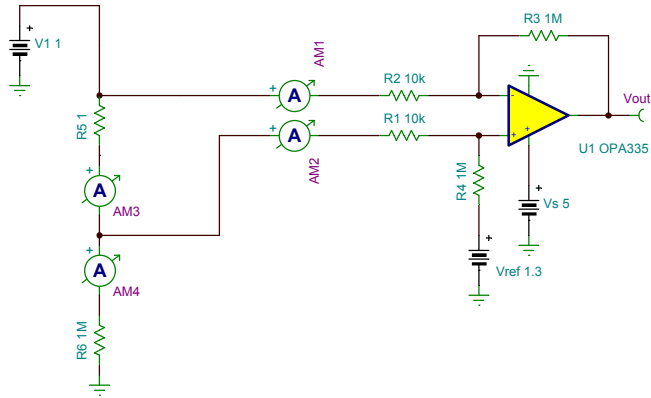 R3 1M
V1 1
AM1
R2 10k
Vout
A
R5 1
A
R1 10k
U1 OPA335
AM2
R4 1M
A
AM3
Vs 5
A
AM4
Vref 1.3
R6 1M